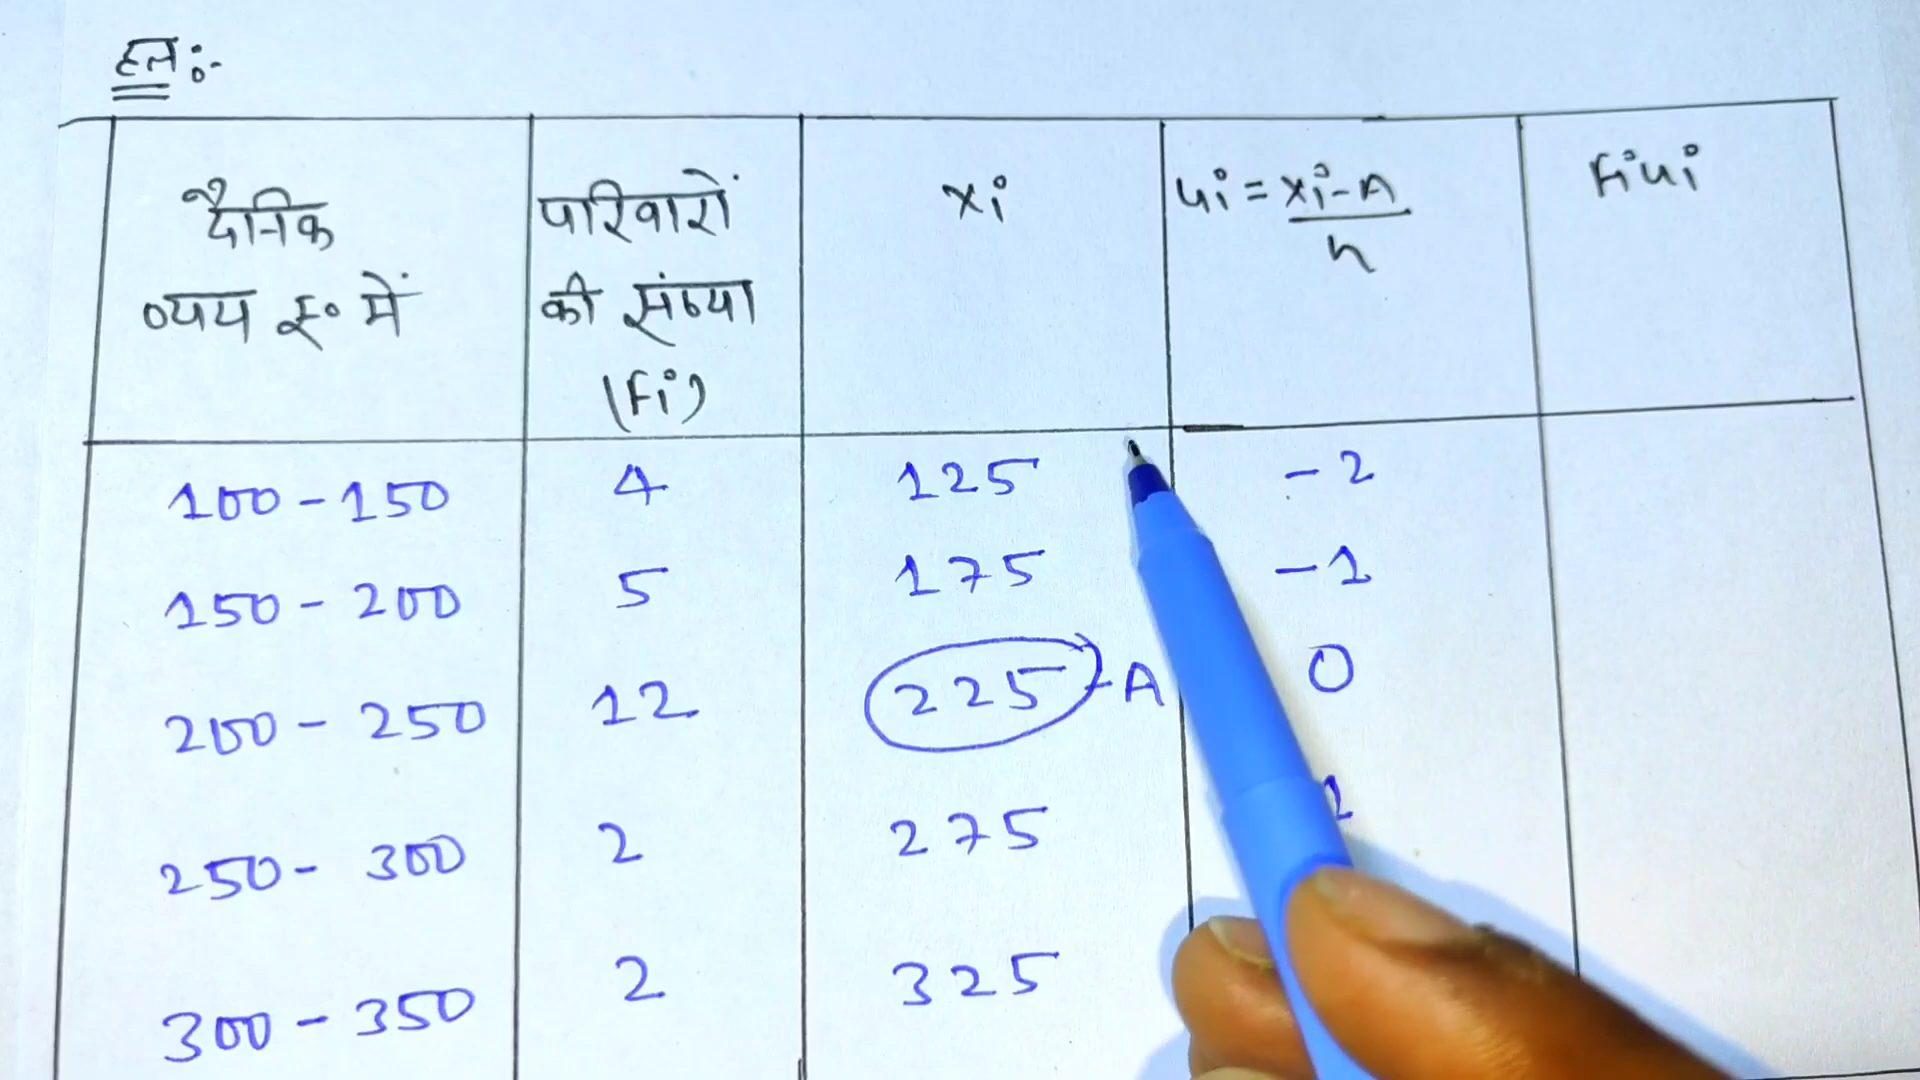 हल :-
दैनिक व्यय रु० में
परिवारों की संख्या (Fi)
xi
ui = xi - A / h
Fiui
100 - 150 4 125 - 2
150 - 200 5 175 - 1
200 - 250 12 225 - A 0
250 - 300 2 275 1
300 - 350 2 325